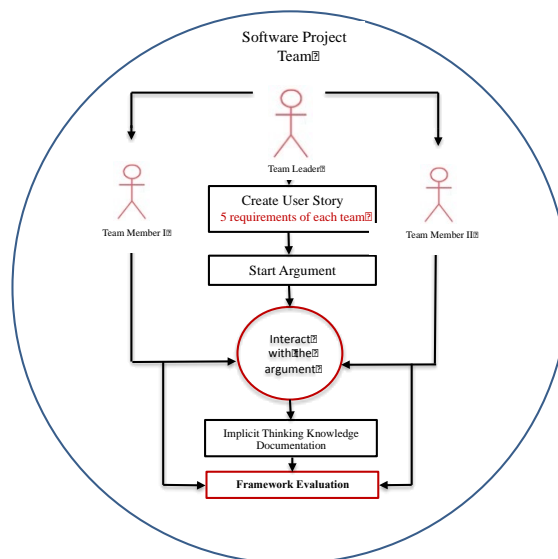 Software Project
Team
Team Leader
Create User Story
5 requirements of each team
Team Member I
Team Member II
Start Argument
Interact
with the
argument
Implicit Thinking Knowledge
Documentation
Framework Evaluation